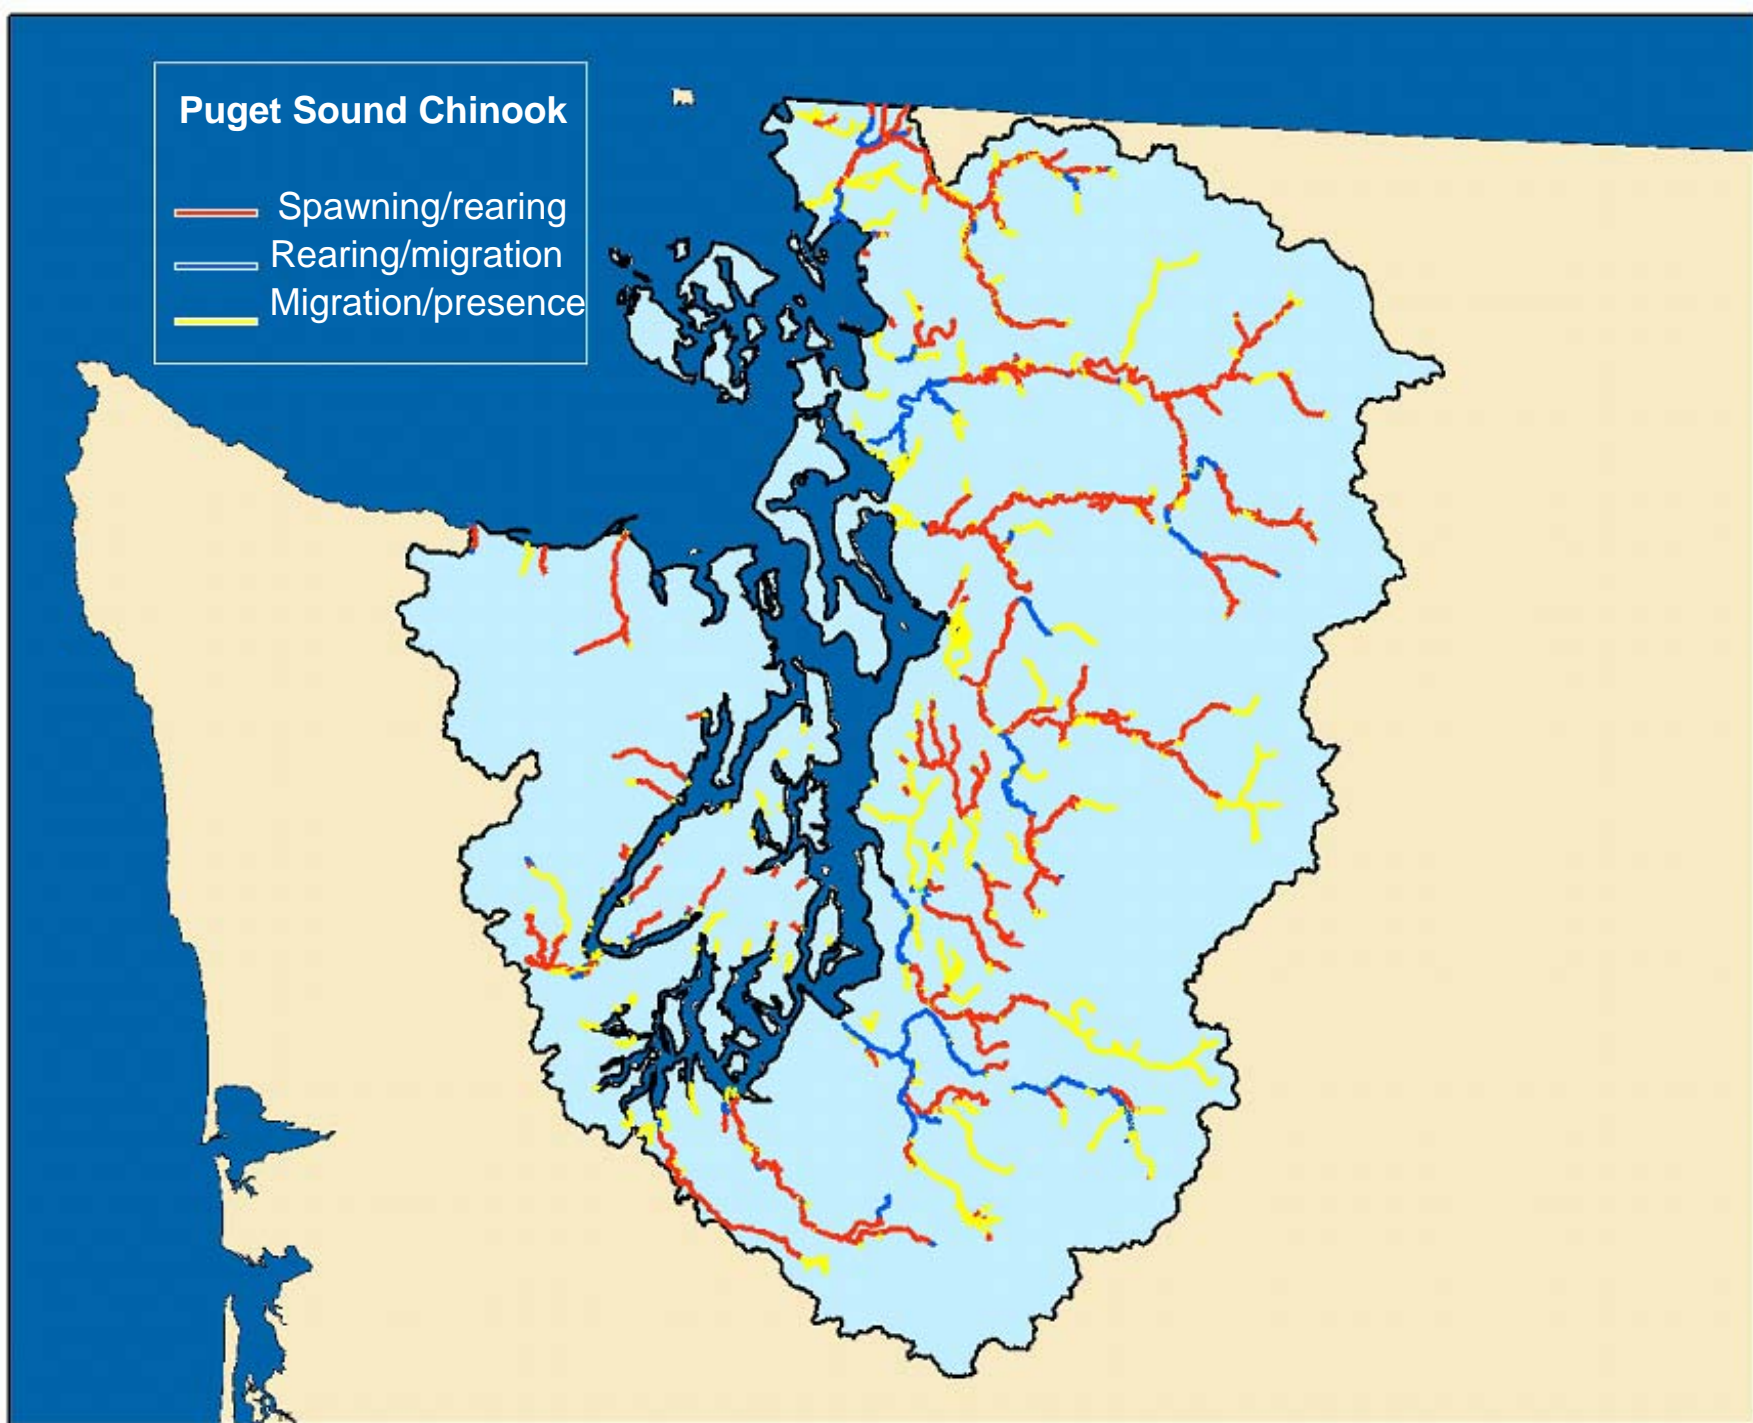 Puget Sound Chinook
Spawning/rearing
Rearing/migration
Migration/presence